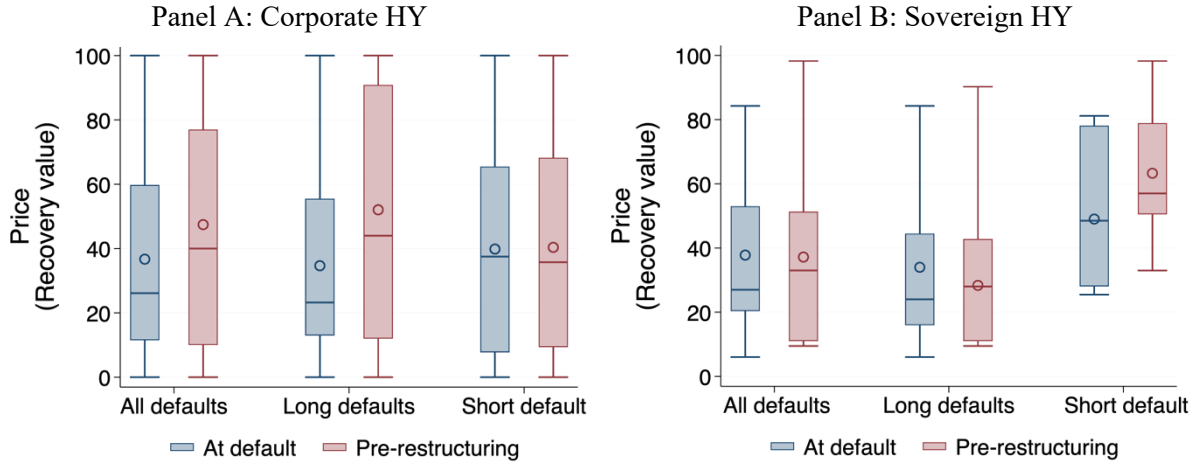 Panel A: Corporate HY
Price
(Recovery value)
100
80
60
40
20
0
All defaults
Long defaults
Short default
At default
Pre-restructuring
Panel B: Sovereign HY
Price
(Recovery value)
100
80
60
40
20
0
All defaults
Long defaults
Short default
At default
Pre-restructuring